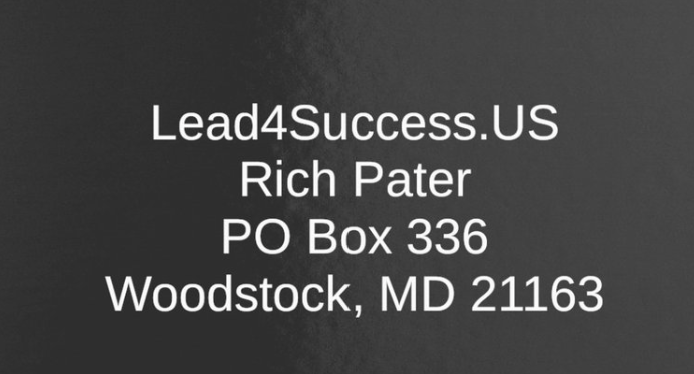 Lead4Success.US
Rich Pater
PO Box 336
Woodstock, MD 21163